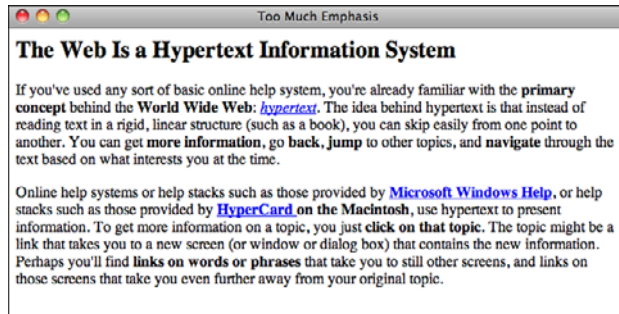 Too Much Emphasis
The Web Is a Hypertext Information System
If you've used any sort of basic online help system, you're already familiar with the primary
concept behind the World Wide Web: hypertext. The idea behind hypertext is that instead of
reading text in a rigid, linear structure (such as a book), you can skip easily from one point to
another. You can get more information, go back, jump to other topics, and navigate through the
text based on what interests you at the time.
Online help systems or help stacks such as those provided by Microsoft Windows Help, or help
stacks such as those provided by HyperCard on the Macintosh, use hypertext to present
information. To get more information on a topic, you just click on that topic. The topic might be a
link that takes you to a new screen (or window or dialog box) that contains the new information.
Perhaps you'll find links on words or phrases that take you to still other screens, and links on
those screens that take you even further away from your original topic.